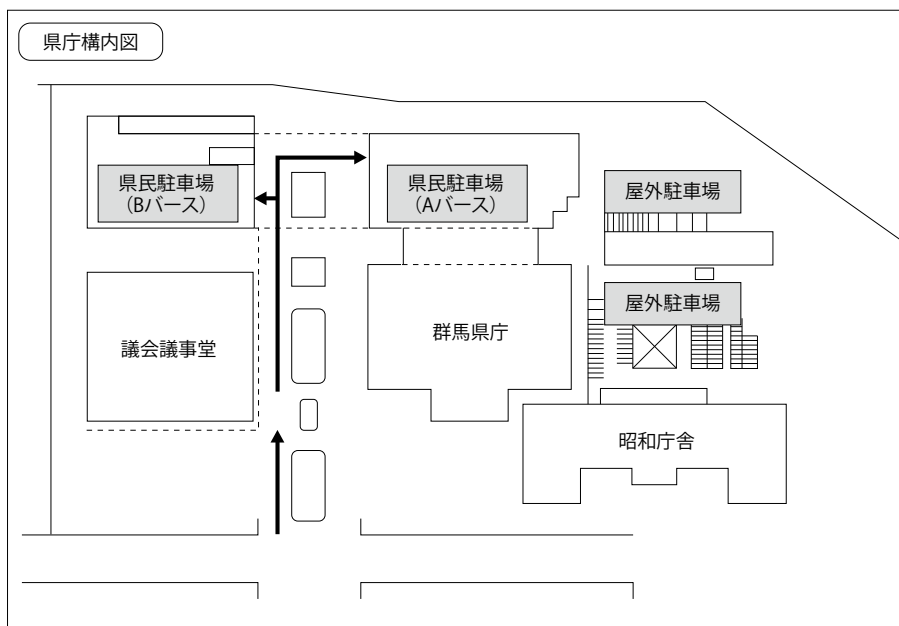 県庁構内図
県民駐車場
（Bバース）
県民駐車場
（Aバース）
屋外駐車場
屋外駐車場
議会議事堂
群馬県庁
昭和庁舎